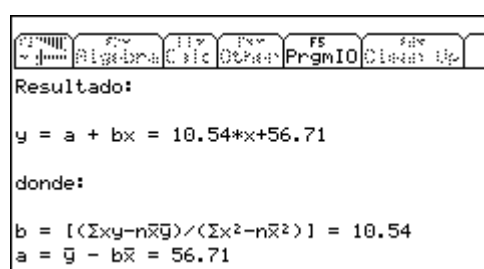 Algebra Calc Other PrgmIO Clean Up
F5
Resultado:
y = a + bx = 10.54*x+56.71
donde:
b = [(Σxy-nx̅y̅)/(Σx²-nx̅²)] = 10.54
a = y̅ - bx̅ = 56.71